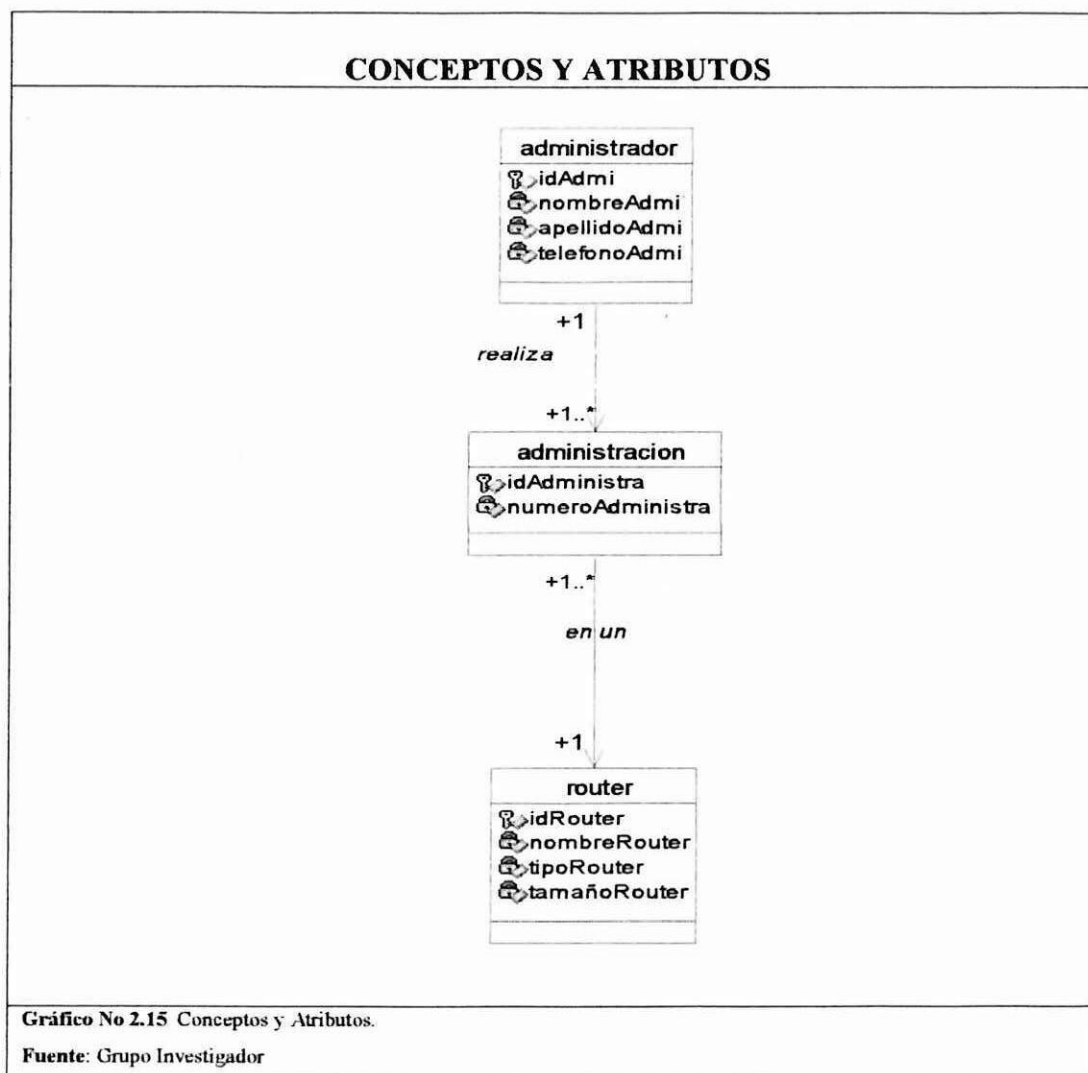 CONCEPTOS Y ATRIBUTOS
administrador
idAdmi
nombreAdmi
apellidoAdmi
telefonoAdmi
+1
realiza
+1..*
administracion
idAdministra
numeroAdministra
+1..*
en un
+1
router
idRouter
nombreRouter
tipoRouter
tamañoRouter
Gráfico No 2.15 Conceptos y Atributos.
Fuente: Grupo Investigador